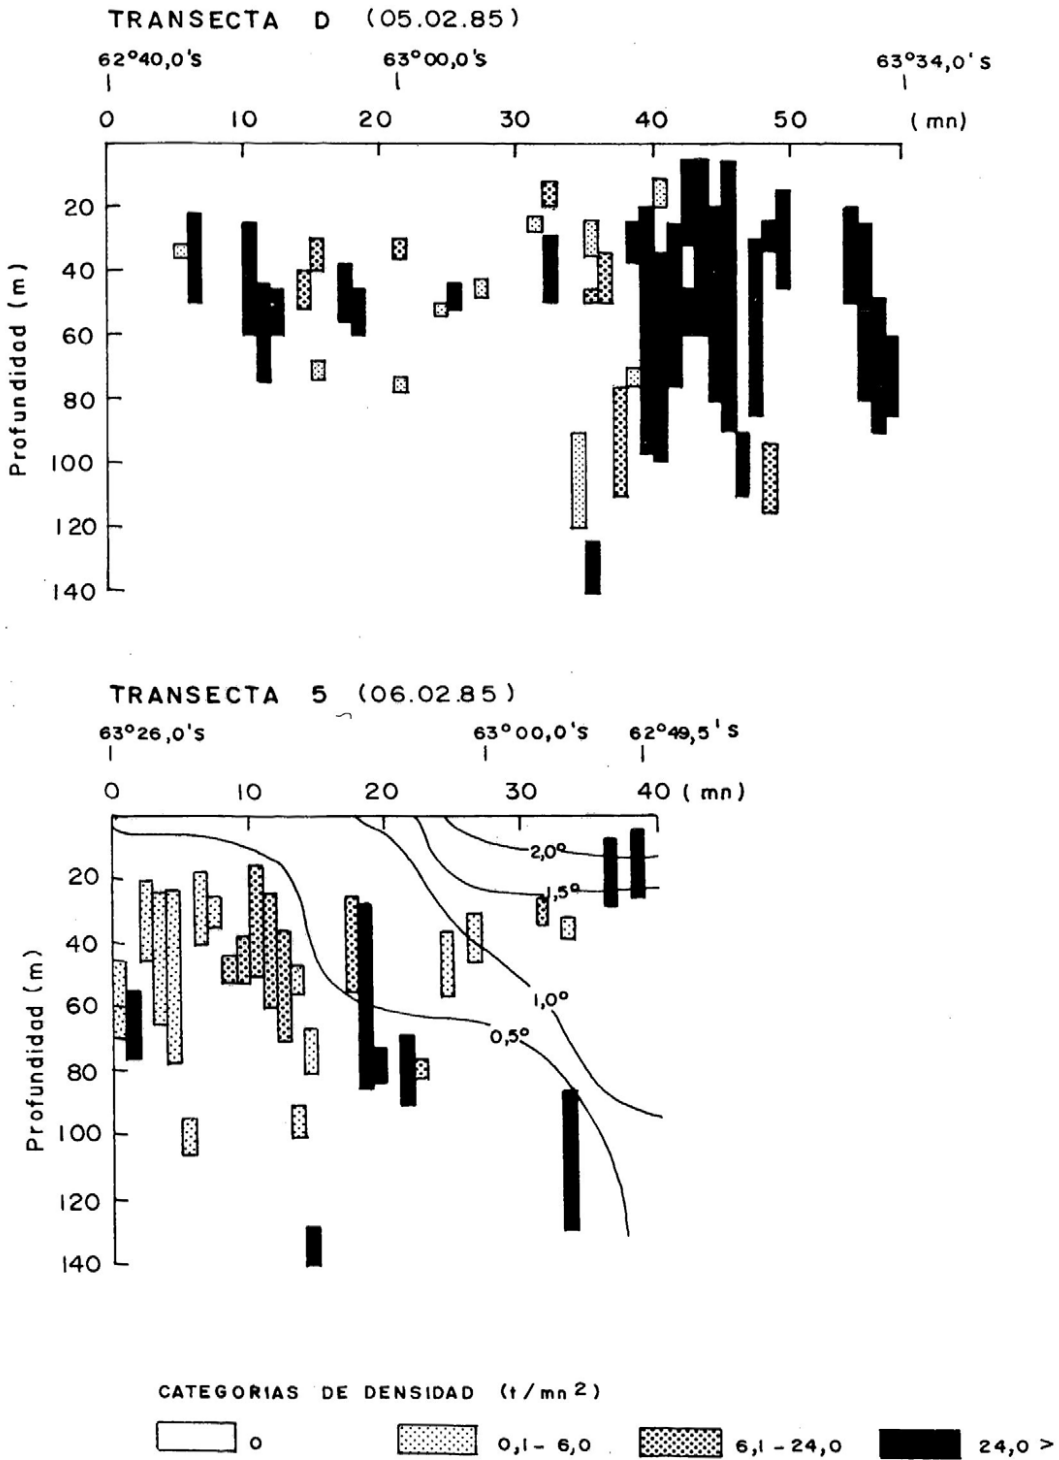 TRANSECTA D (05.02.85)
62°40,0'S 63°00,0'S 63°34,0'S
0 10 20 30 40 50 (mn)
20
40
60
80
100
120
140
Profundidad (m)
TRANSECTA 5 (06.02.85)
63°26,0'S 63°00,0'S 62°49,5'S
0 10 20 30 40 (mn)
2,0°
20
1,5°
40
1,0°
60
0,5°
80
100
120
140
Profundidad (m)
CATEGORIAS DE DENSIDAD (t/mn²)
0 0,1-6,0 6,1-24,0 24,0 >